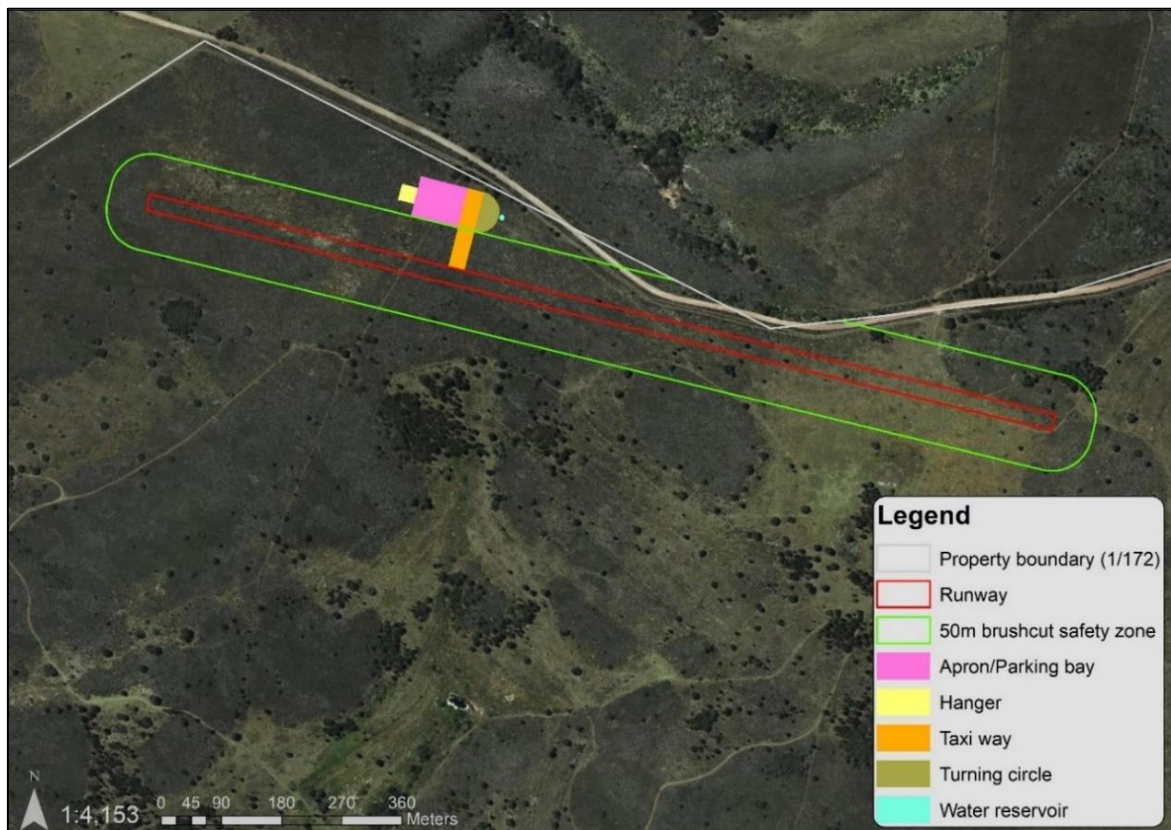 Legend
Property boundary (1/172)
Runway
50m brushcut safety zone
Apron/Parking bay
Hanger
Taxi way
Turning circle
Water reservoir
N
1:4,153
0 45 90 180 270 360
Meters